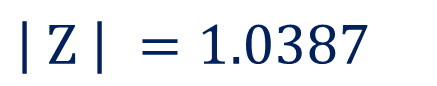 | Z | = 1.0387